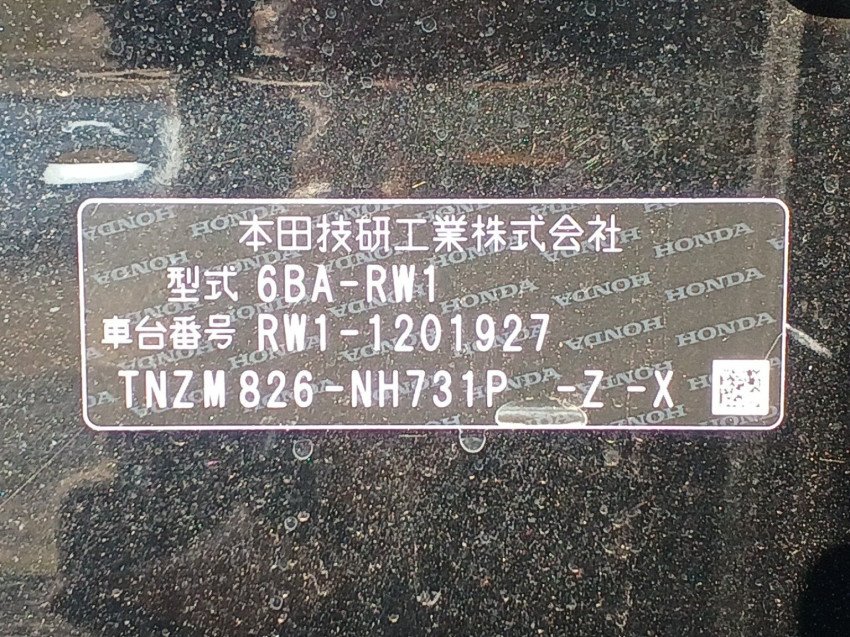 本田技研工業株式会社
型式 6BA-RW1
車台番号 RW1-1201927
TNZM826-NH731P -Z -X